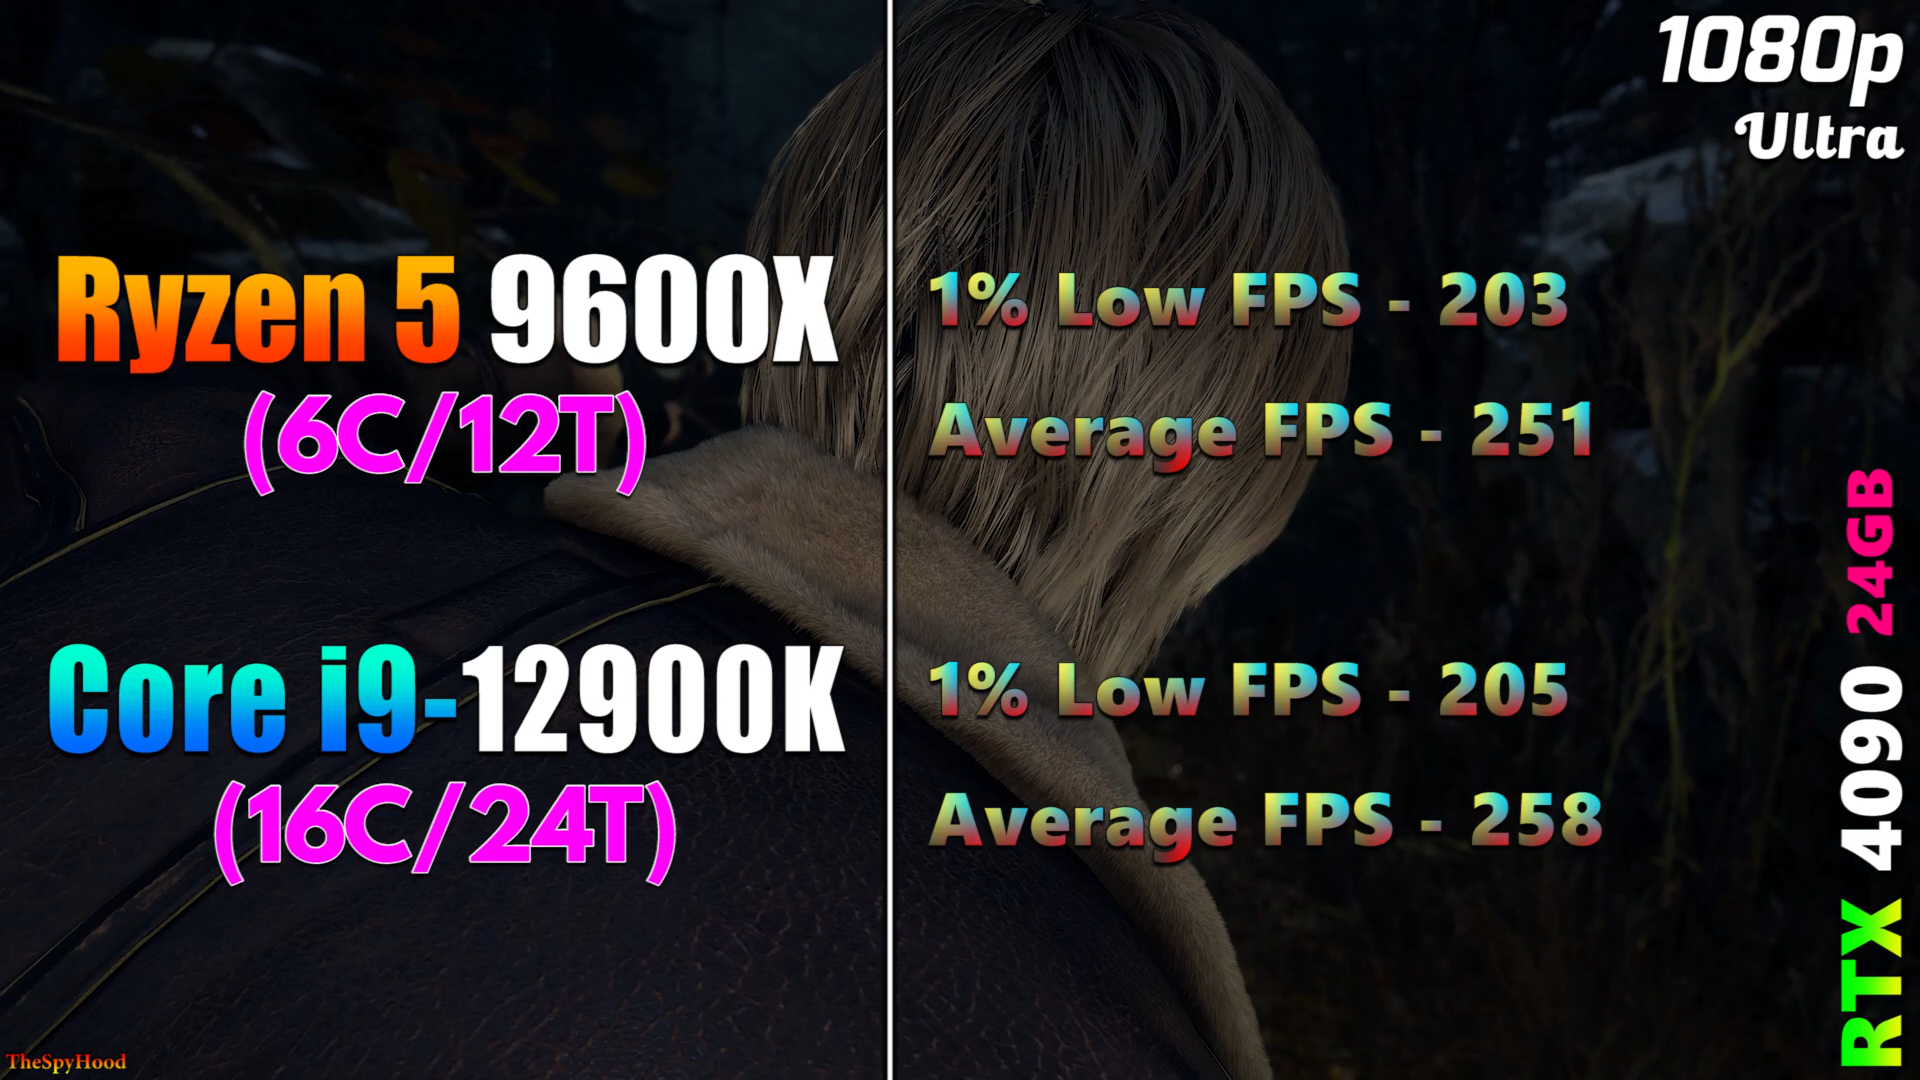 1080p
Ultra
Ryzen 5 9600X
(6C/12T)
1% Low FPS - 203
Average FPS - 251
Core i9-12900K
(16C/24T)
1% Low FPS - 205
Average FPS - 258
RTX 4090 24GB
TheSpyHood